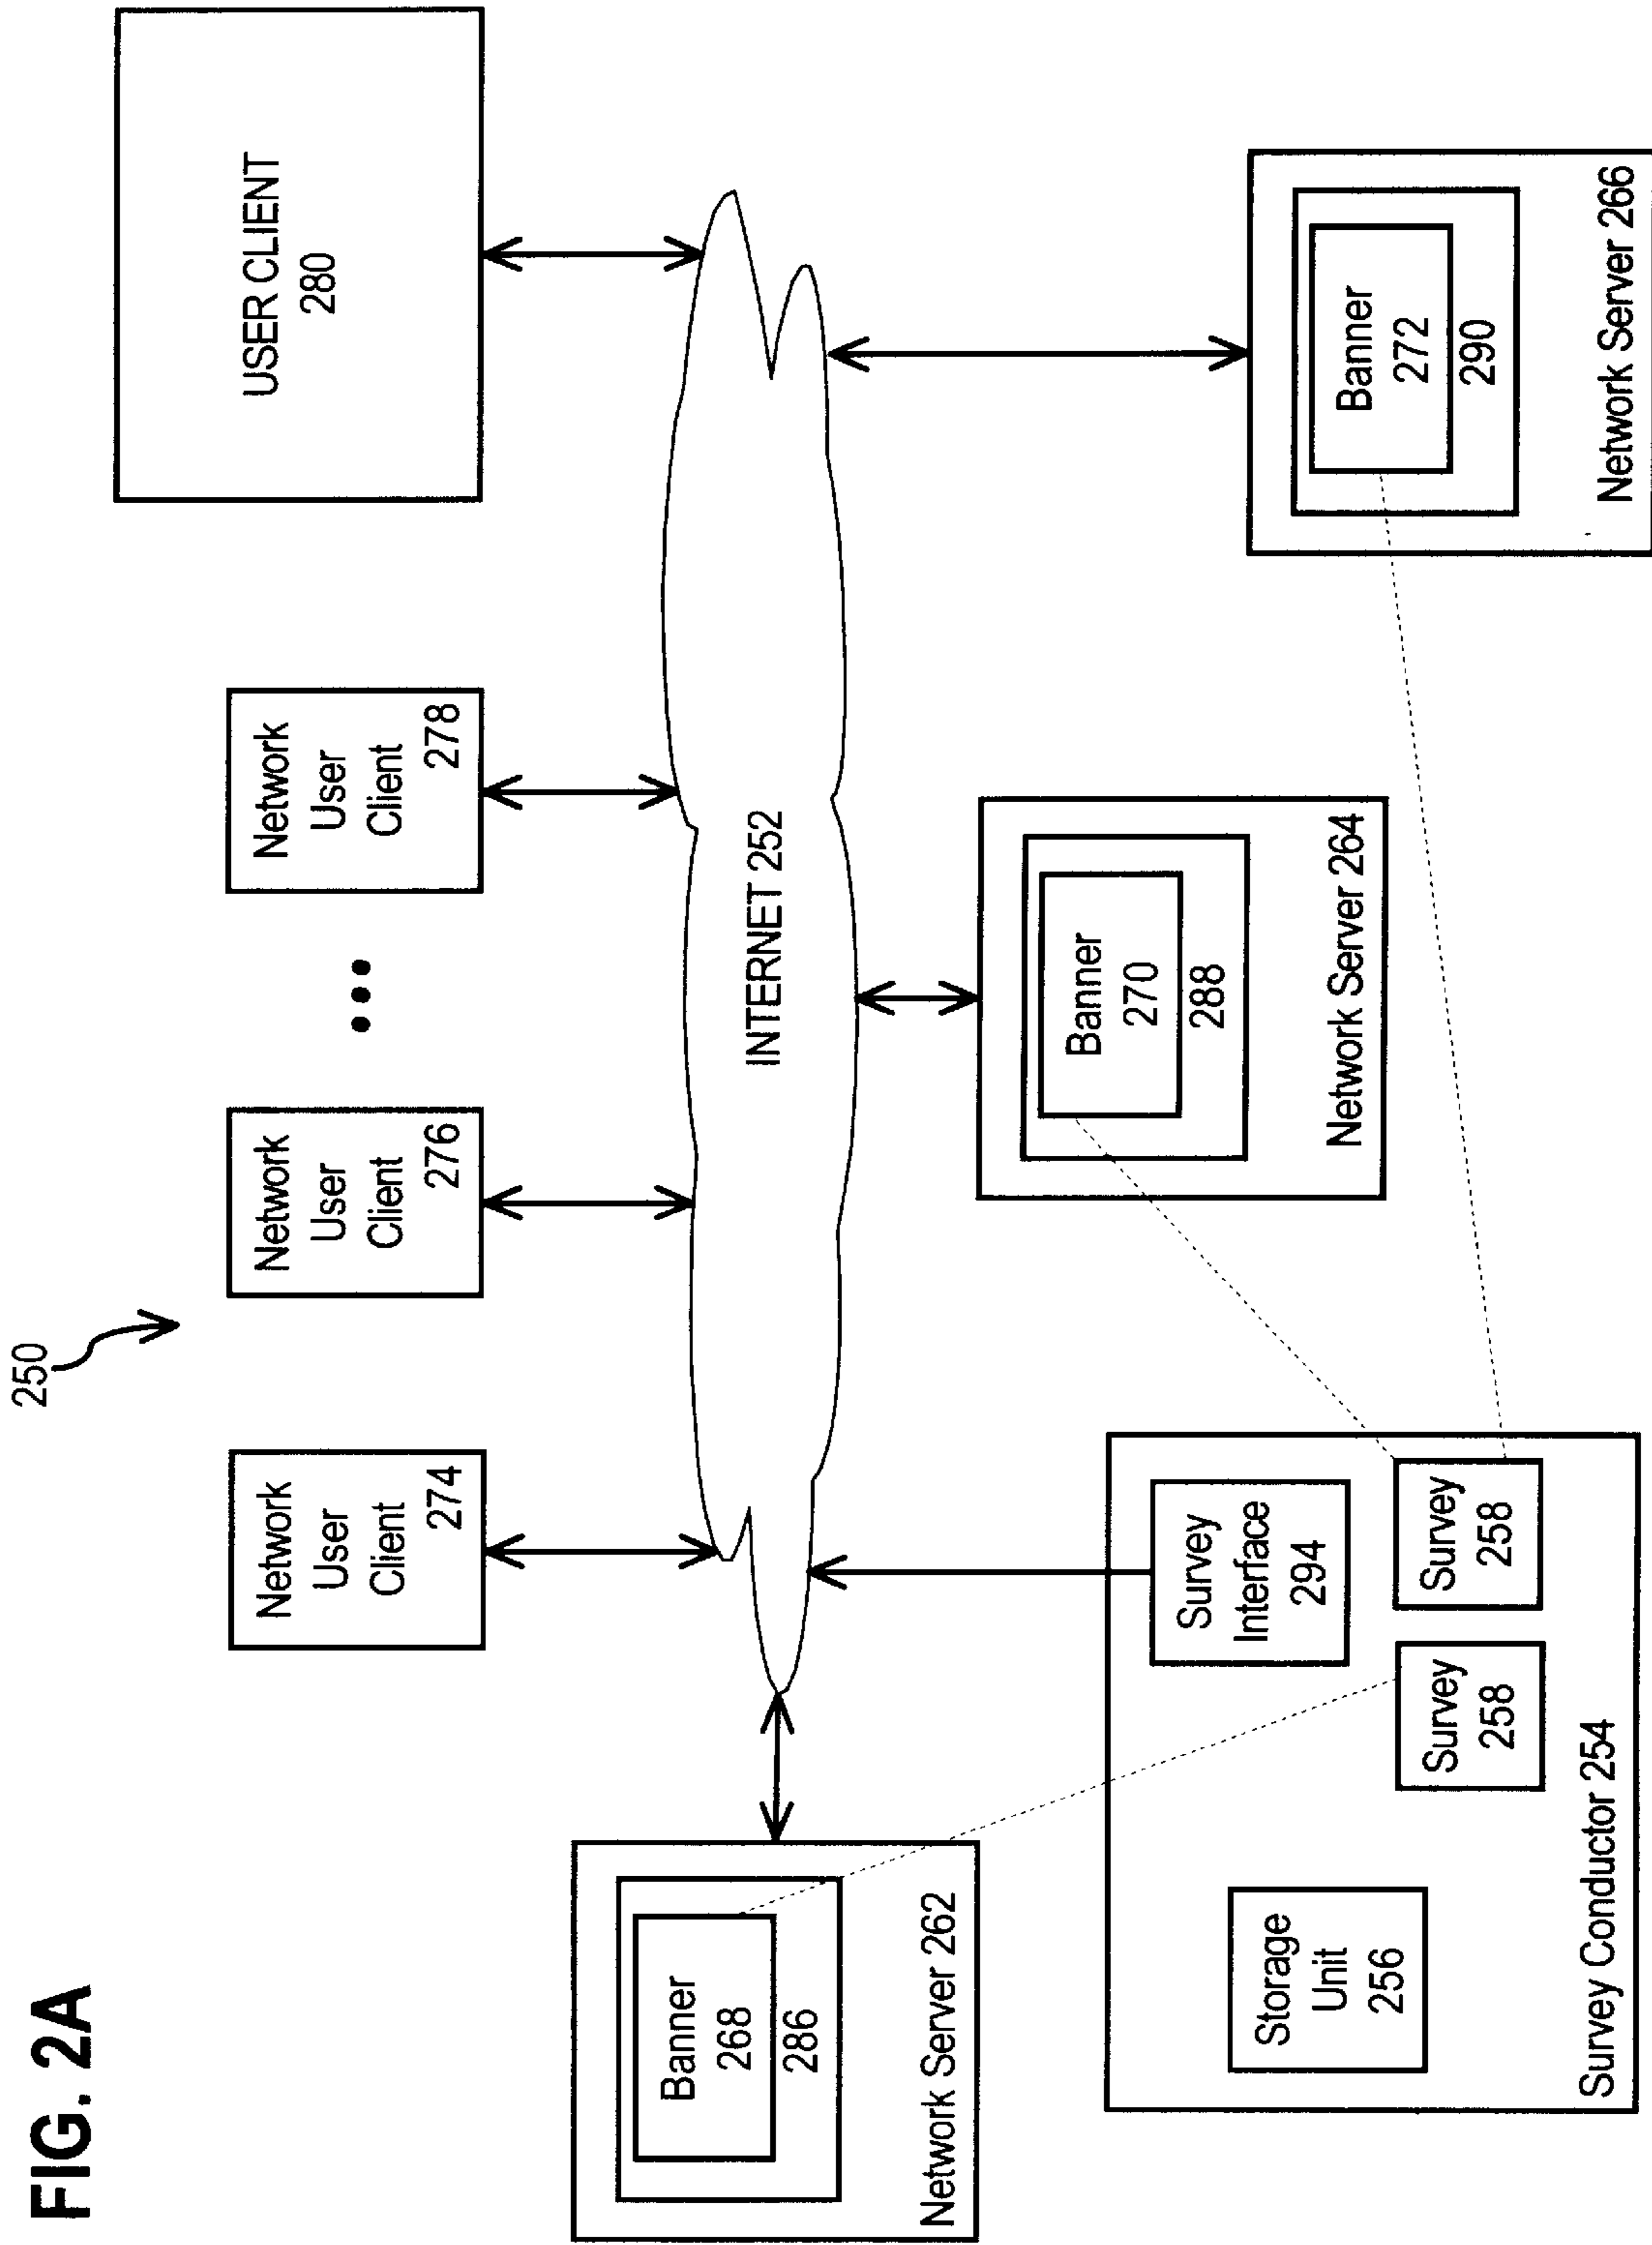 FIG. 2A
250
Network
User
Client
274
Network
User
Client
276
Network
User
Client
278
USER CLIENT
280
INTERNET 252
Banner
268
286
Network Server 262
Banner
270
288
Network Server 264
Banner
272
290
Network Server 266
Survey
Interface
294
Storage
Unit
256
Survey
258
Survey
258
Survey Conductor 254